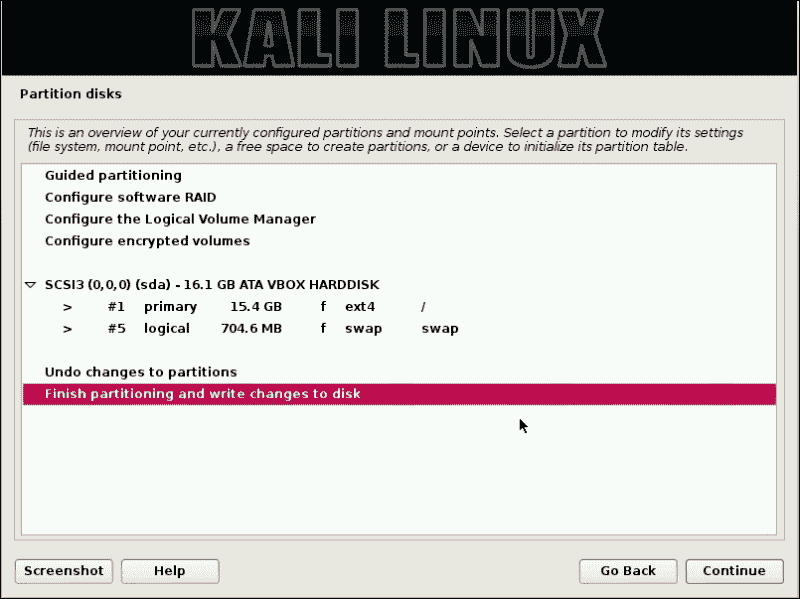 KALI LINUX
Partition disks
This is an overview of your currently configured partitions and mount points. Select a partition to modify its settings
(file system, mount point, etc.), a free space to create partitions, or a device to initialize its partition table.
Guided partitioning
Configure software RAID
Configure the Logical Volume Manager
Configure encrypted volumes
SCSI3 (0,0,0) (sda) - 16.1 GB ATA VBOX HARDDISK
> #1 primary 15.4 GB f ext4 /
> #5 logical 704.6 MB f swap swap
Undo changes to partitions
Finish partitioning and write changes to disk
Screenshot Help Go Back Continue